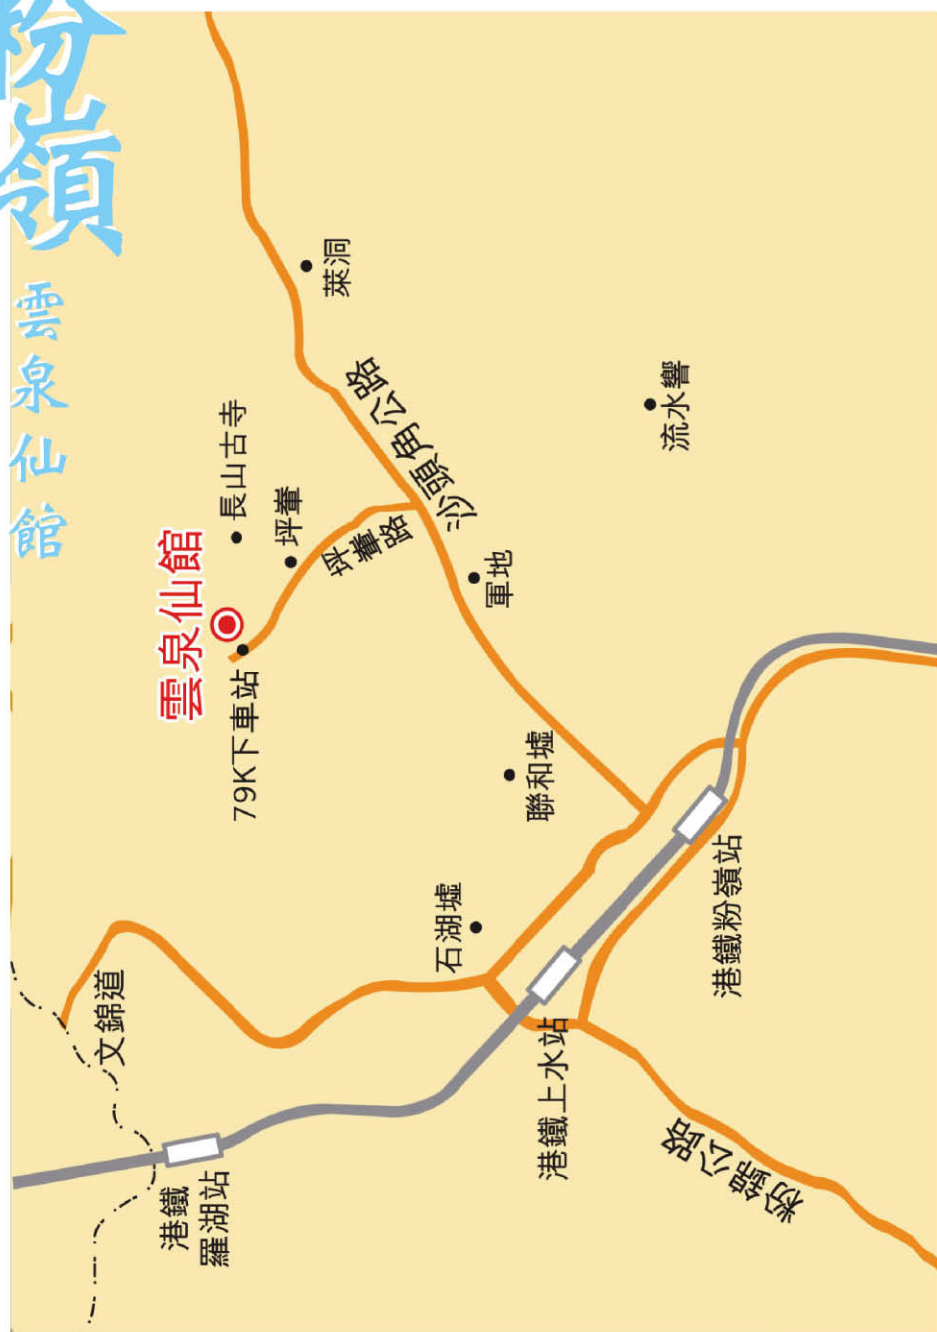 粉嶺
雲泉仙館
萊洞
沙頭角公路
流水響
長山古寺
坪輋
坪輋路
雲泉仙館
79K下車站
軍地
聯和墟
石湖墟
文錦道
港鐵粉嶺站
港鐵上水站
粉錦公路
港鐵
羅湖站